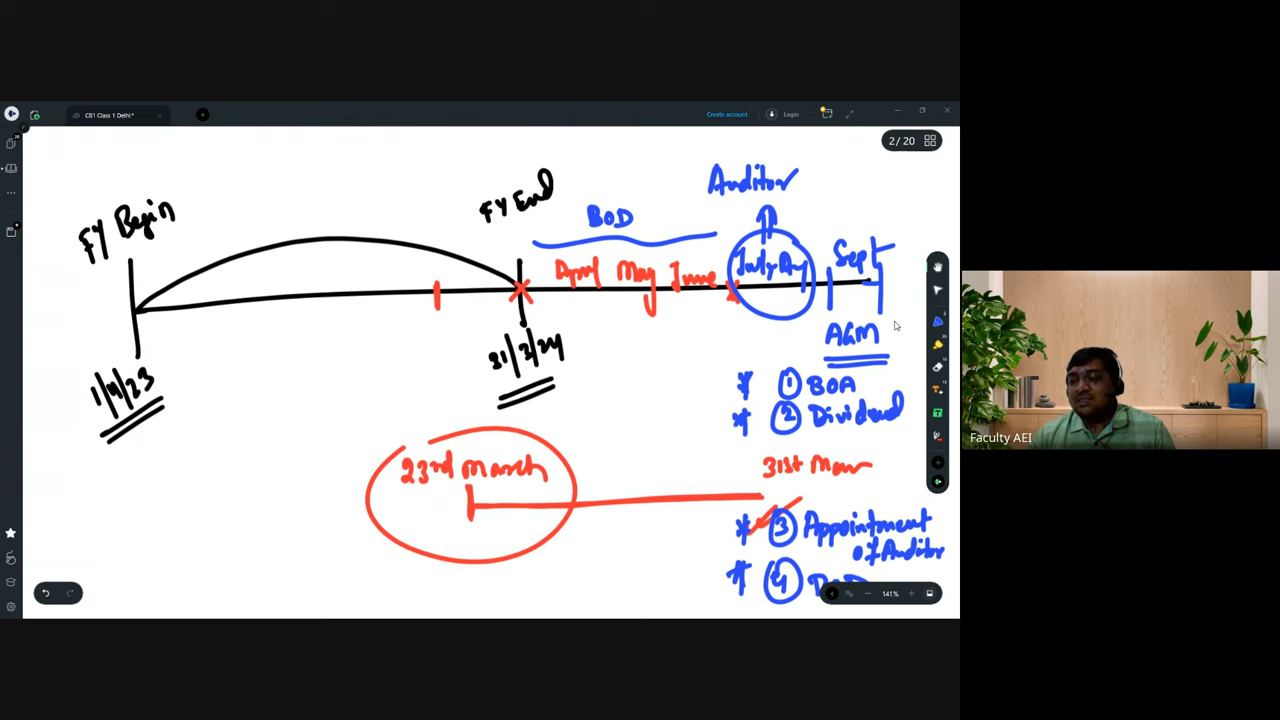 CB1 Class 1 Delhi*
Create account
Login
2 / 20
Auditor
FY Begin
FY End
BOD
April May June
July Aug
Sept
1/4/23
31/3/24
AGM
* ① BOA
* ② Dividend
23rd March
31st Mar
* ③ Appointment
of Auditor
* ④
141%
Faculty AEI